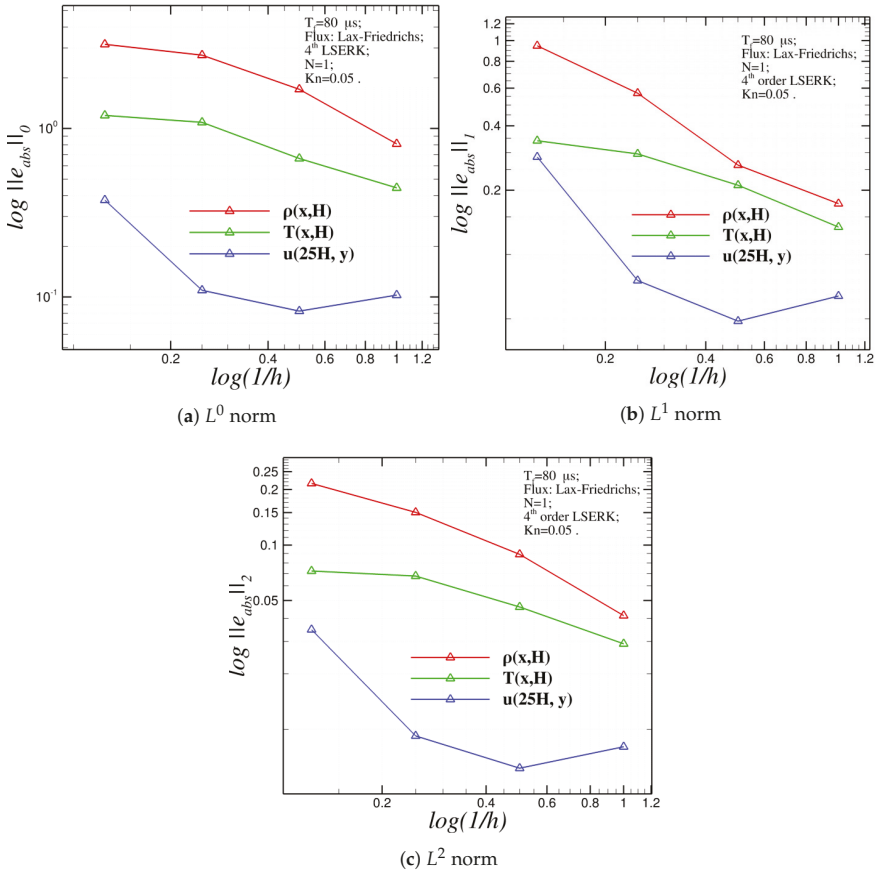 T_f=80 μs;
Flux: Lax-Friedrichs;
4^th LSERK;
N=1;
Kn=0.05 .
log ||e_abs||_0
10^0
10^-1
ρ(x,H)
T(x,H)
u(25H, y)
0.2 0.4 0.6 0.8 1 1.2
log(1/h)
(a) L^0 norm
T_f=80 μs;
Flux: Lax-Friedrichs;
N=1;
4^th order LSERK;
Kn=0.05 .
log ||e_abs||_1
1.2
1
0.8
0.6
0.4
0.2
ρ(x,H)
T(x,H)
u(25H, y)
0.2 0.4 0.6 0.8 1 1.2
log(1/h)
(b) L^1 norm
T_f=80 μs;
Flux: Lax-Friedrichs;
N=1;
4^th order LSERK;
Kn=0.05 .
log ||e_abs||_2
0.25
0.2
0.15
0.1
0.05
ρ(x,H)
T(x,H)
u(25H, y)
0.2 0.4 0.6 0.8 1 1.2
log(1/h)
(c) L^2 norm